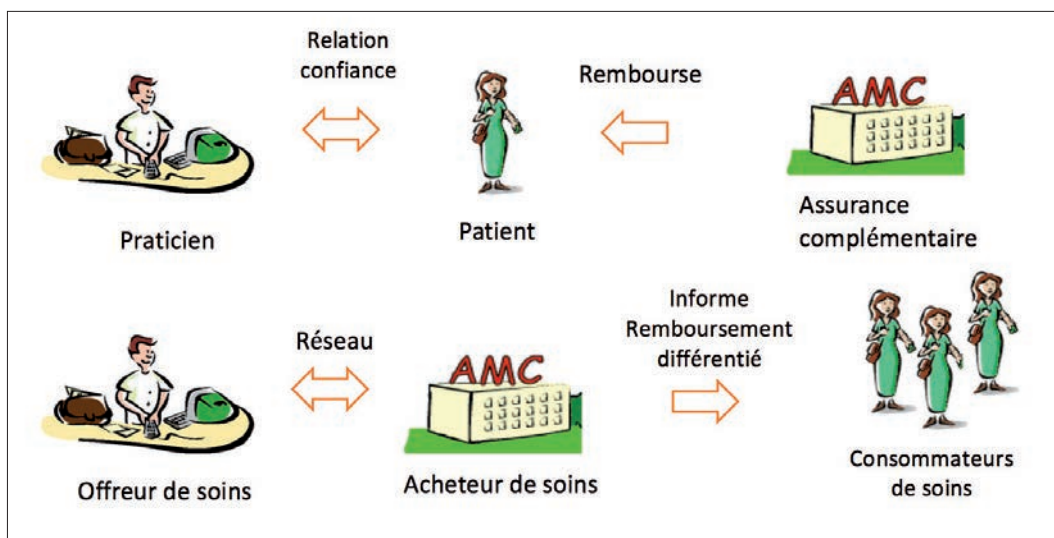 Relation
confiance
Rembourse
AMC
Praticien
Patient
Assurance
complémentaire
Réseau
AMC
Informe
Remboursement
différentié
Offreur de soins
Acheteur de soins
Consommateurs
de soins